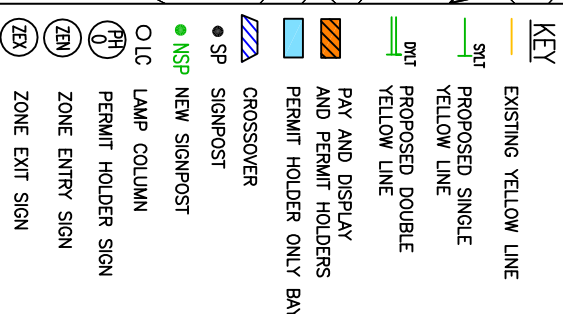 KEY
EXISTING YELLOW LINE
SYLT
PROPOSED SINGLE
YELLOW LINE
DYLT
PROPOSED DOUBLE
YELLOW LINE
PAY AND DISPLAY
AND PERMIT HOLDERS
PERMIT HOLDER ONLY BAY
CROSSOVER
SP
SIGNPOST
NSP
NEW SIGNPOST
LC
LAMP COLUMN
PH
O
PERMIT HOLDER SIGN
ZEN
ZONE ENTRY SIGN
ZEX
ZONE EXIT SIGN